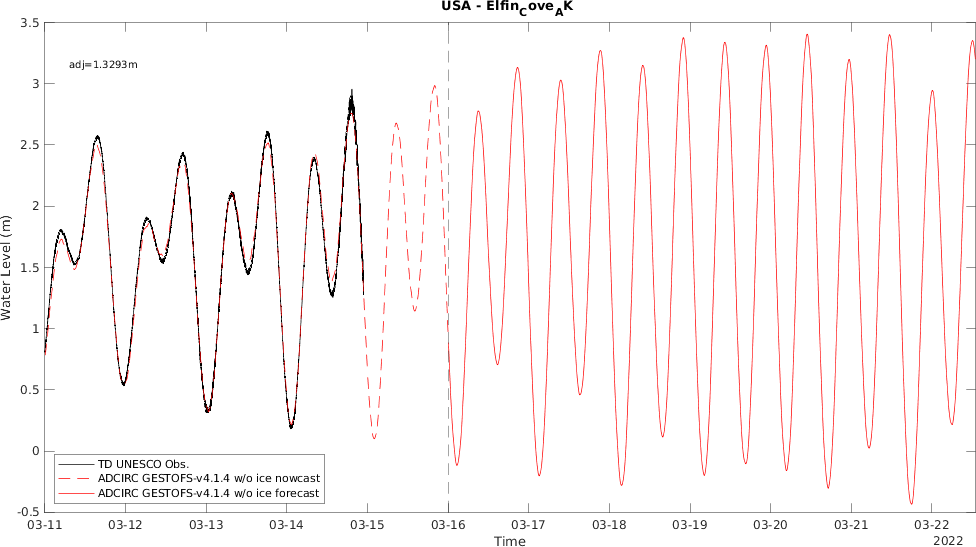 USA - ElfinCoveAK
3.5
adj=1.3293m
3
2.5
2
1.5
1
0.5
0
-0.5
Water Level (m)
TD UNESCO Obs.
ADCIRC GESTOFS-v4.1.4 w/o ice nowcast
ADCIRC GESTOFS-v4.1.4 w/o ice forecast
03-11 03-12 03-13 03-14 03-15 03-16 03-17 03-18 03-19 03-20 03-21 03-22
Time
2022